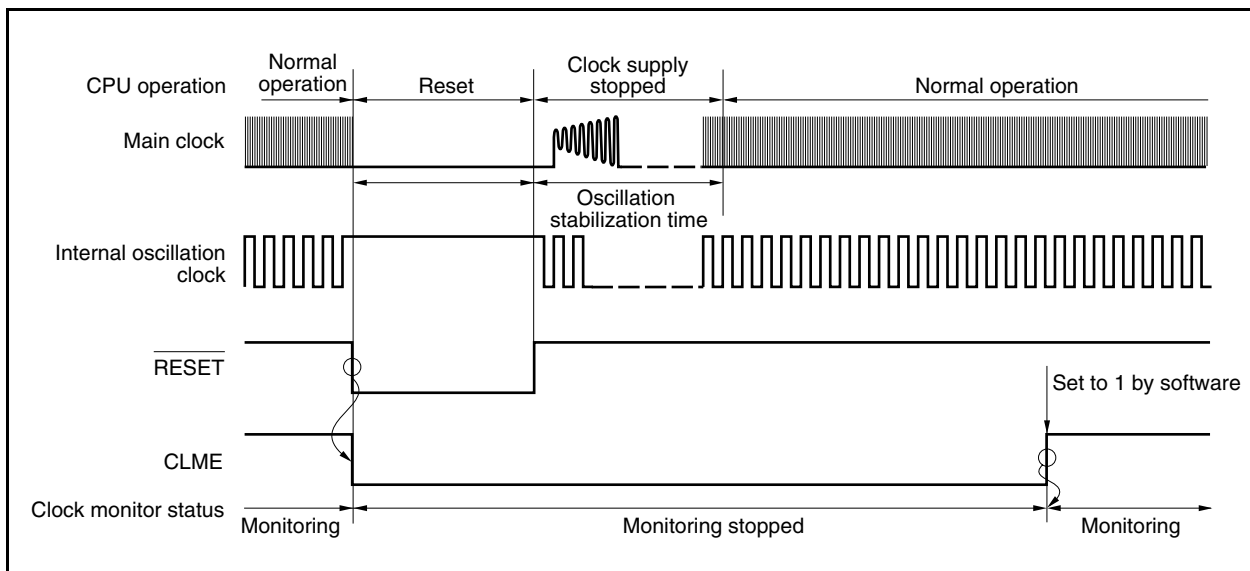 CPU operation
Normal
operation
Reset
Clock supply
stopped
Normal operation
Main clock
Oscillation
stabilization time
Internal oscillation
clock
RESET
Set to 1 by software
CLME
Clock monitor status
Monitoring
Monitoring stopped
Monitoring